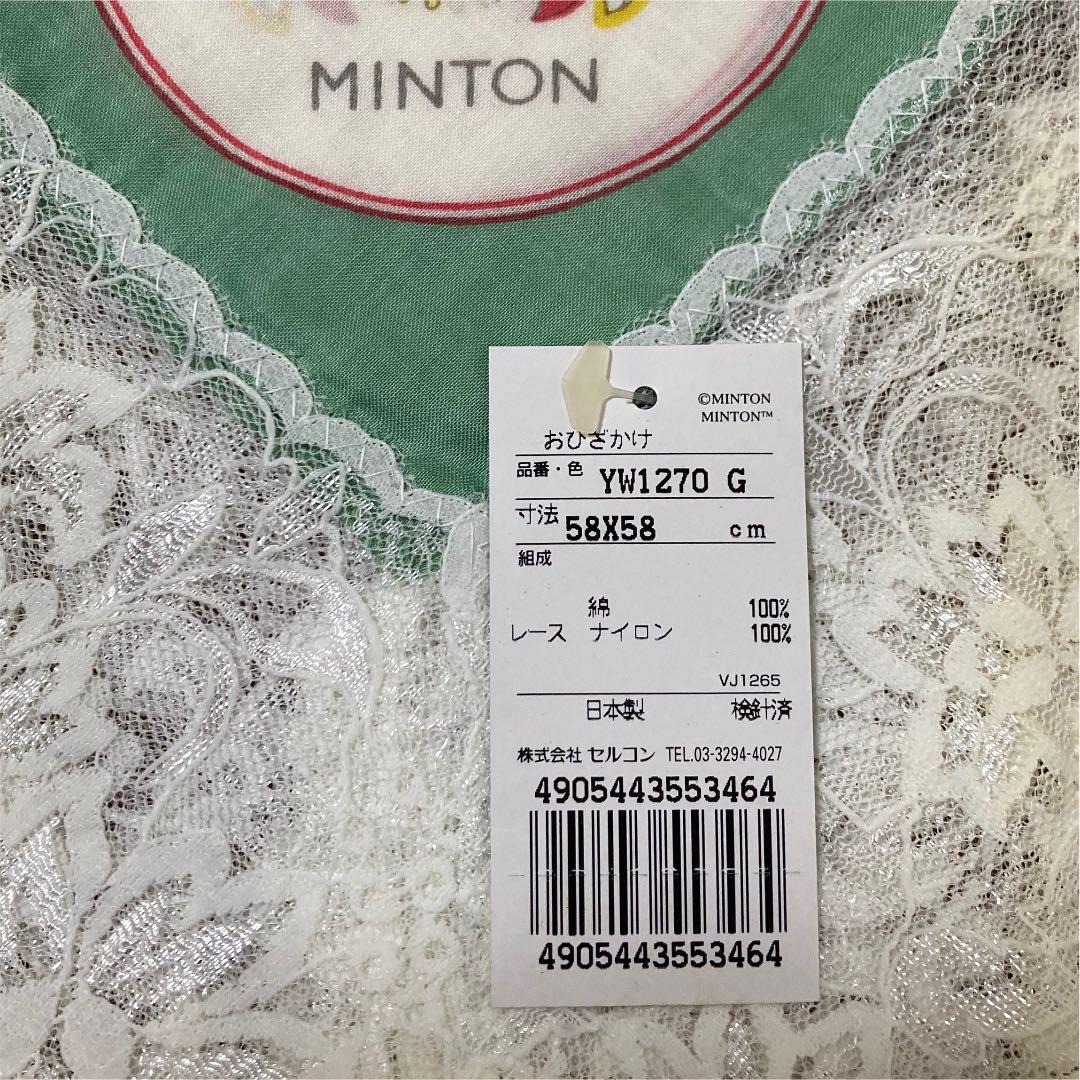 MINTON
©MINTON
MINTON™
おひざかけ
品番・色 YW1270 G
寸法 58X58 cm
組成
綿 100%
レース ナイロン 100%
VJ1265
日本製 検針済
株式会社 セルコン TEL.03-3294-4027
4905443553464
4905443553464